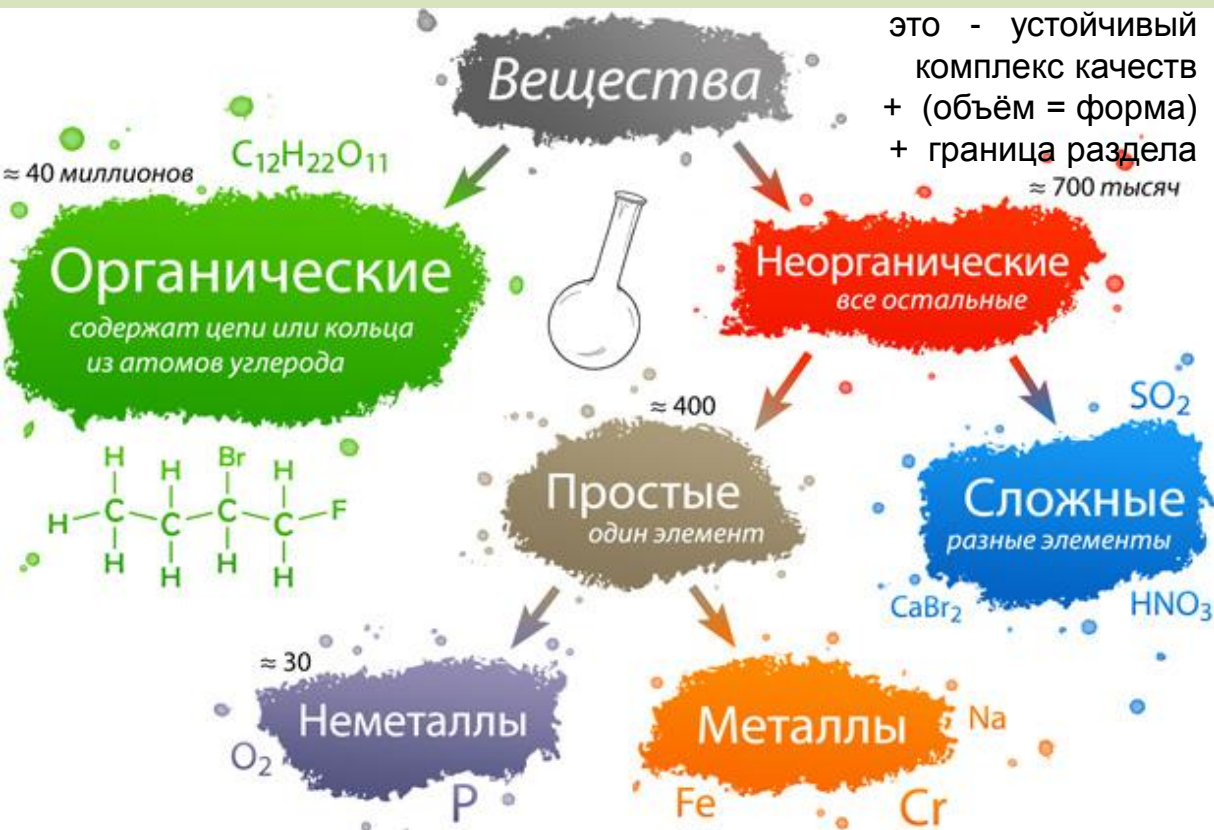 это - устойчивый
комплекс качеств
+ (объём = форма)
+ граница раздела
Вещества
≈ 40 миллионов
C₁₂H₂₂O₁₁
≈ 700 тысяч
Органические
содержат цепи или кольца
из атомов углерода
Неорганические
все остальные
≈ 400
SO₂
Простые
один элемент
Сложные
разные элементы
CaBr₂
HNO₃
H H Br H
H C C C C F
H H H H
≈ 30
Неметаллы
O₂
P
Металлы
Na
Fe
Cr